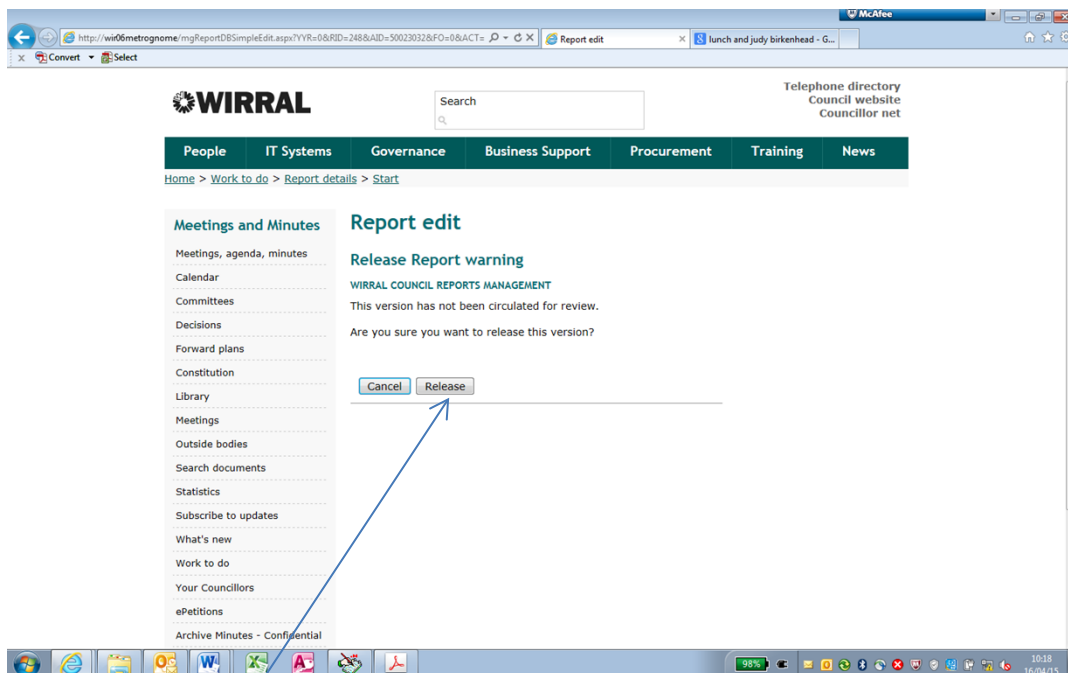 McAfee
http://wir06metrognome/mgReportDBSimpleEdit.aspx?YYR=0&RID=248&AID=50023032&FO=0&ACT=
Report edit
lunch and judy birkenhead - G...
x Convert Select
WIRRAL
Search
Telephone directory
Council website
Councillor net
People IT Systems Governance Business Support Procurement Training News
Home > Work to do > Report details > Start
Meetings and Minutes
Meetings, agenda, minutes
Calendar
Committees
Decisions
Forward plans
Constitution
Library
Meetings
Outside bodies
Search documents
Statistics
Subscribe to updates
What's new
Work to do
Your Councillors
ePetitions
Archive Minutes - Confidential
Report edit
Release Report warning
WIRRAL COUNCIL REPORTS MANAGEMENT
This version has not been circulated for review.
Are you sure you want to release this version?
Cancel Release
98%
10:18
16/04/15